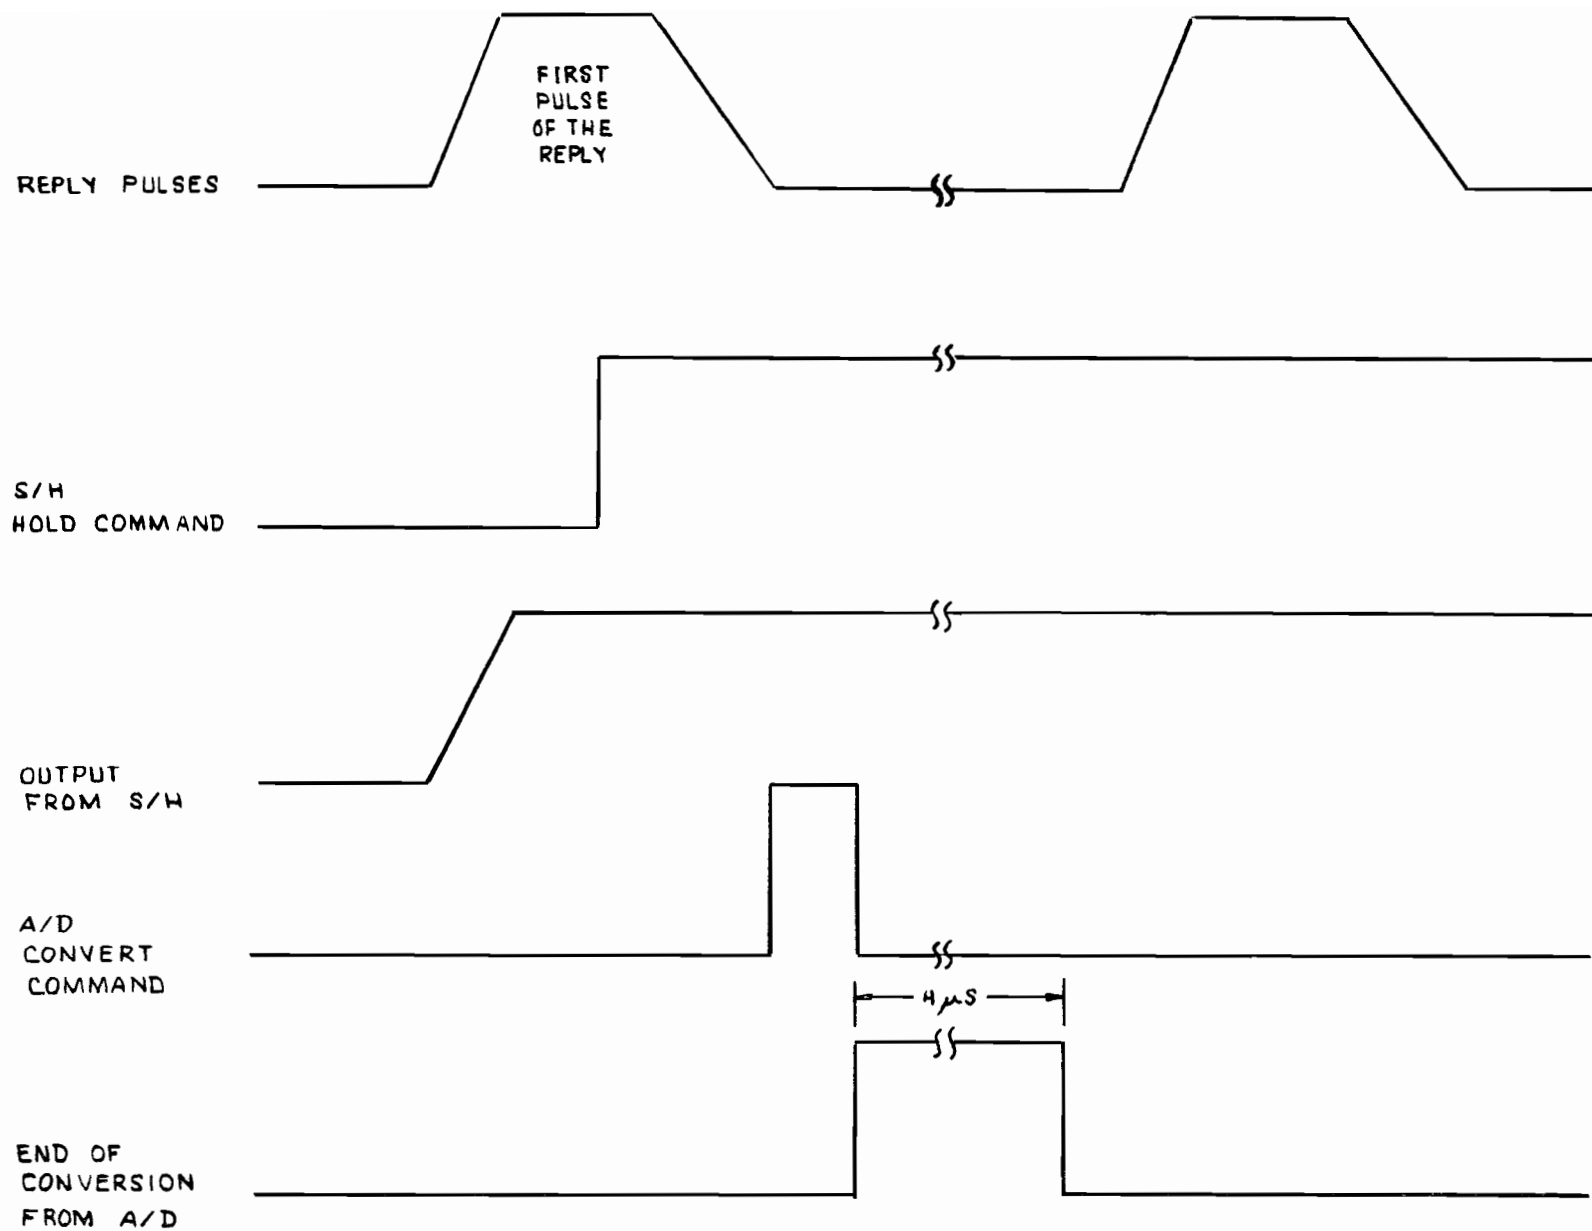 FIRST
PULSE
OF THE
REPLY
REPLY PULSES
S/H
HOLD COMMAND
OUTPUT
FROM S/H
A/D
CONVERT
COMMAND
4 µS
END OF
CONVERSION
FROM A/D